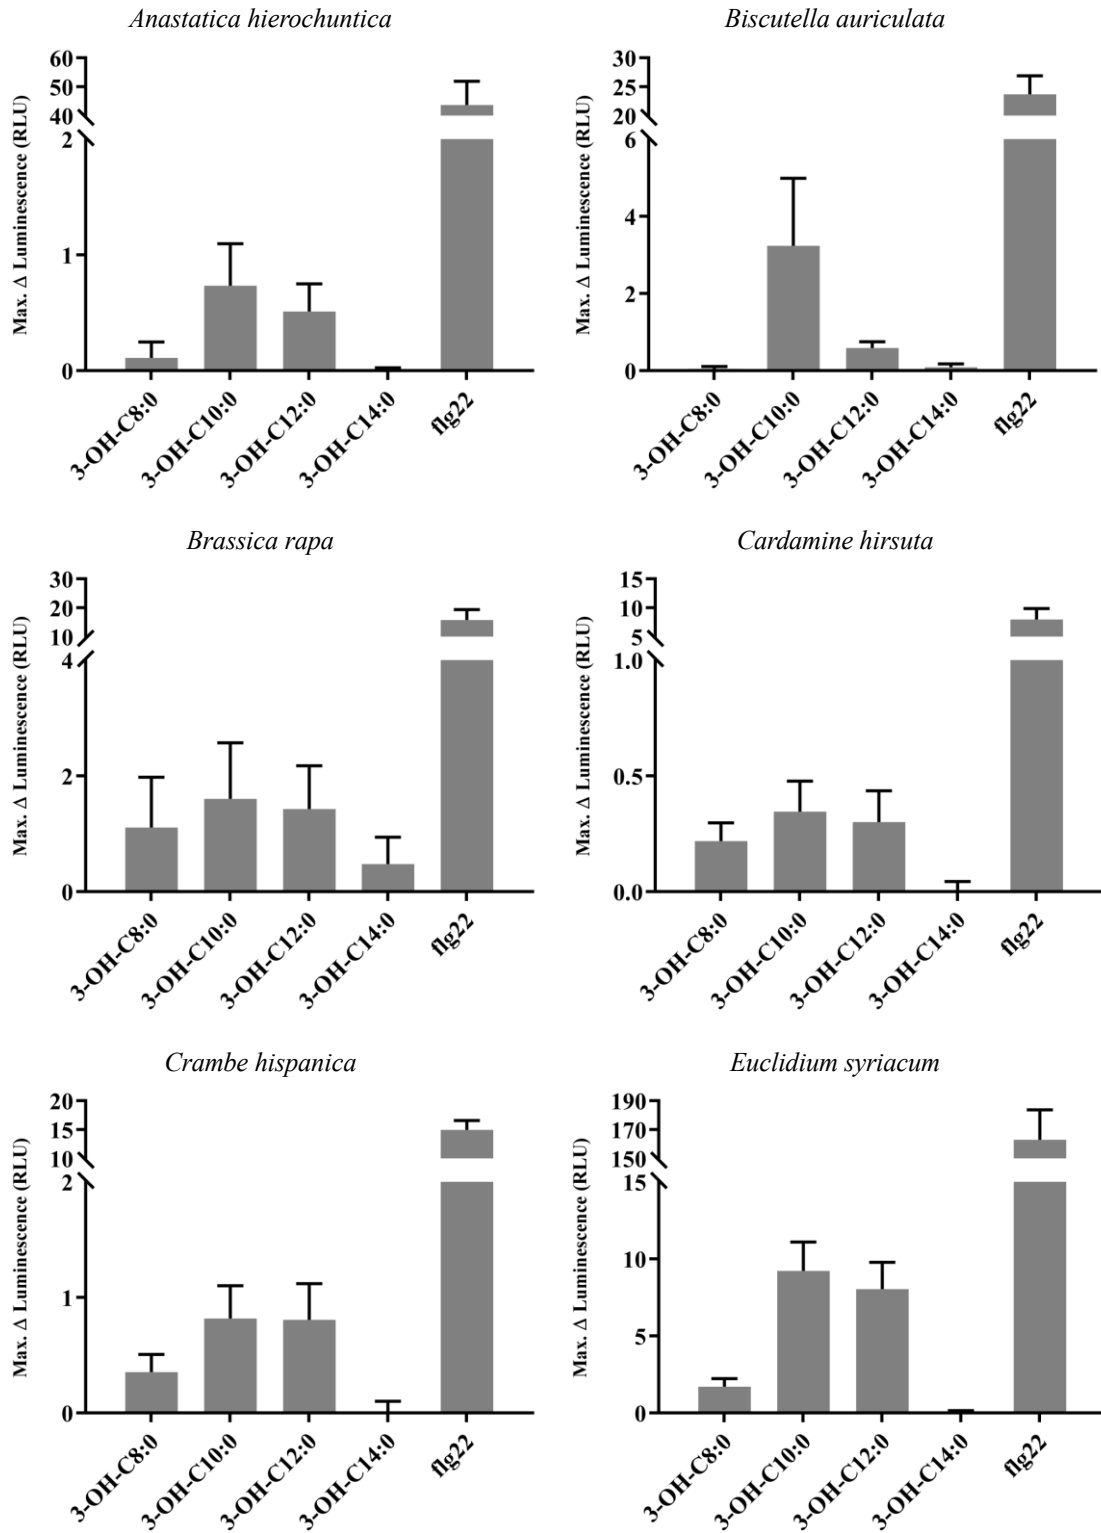 Anastatica hierochuntica
Max. Δ Luminescence (RLU)
60
50
40
2
1
0
3-OH-C8:0
3-OH-C10:0
3-OH-C12:0
3-OH-C14:0
flg22
Biscutella auriculata
Max. Δ Luminescence (RLU)
30
25
20
6
4
2
0
3-OH-C8:0
3-OH-C10:0
3-OH-C12:0
3-OH-C14:0
flg22
Brassica rapa
Max. Δ Luminescence (RLU)
30
20
10
4
2
0
3-OH-C8:0
3-OH-C10:0
3-OH-C12:0
3-OH-C14:0
flg22
Cardamine hirsuta
Max. Δ Luminescence (RLU)
15
10
5
1.0
0.5
0.0
3-OH-C8:0
3-OH-C10:0
3-OH-C12:0
3-OH-C14:0
flg22
Crambe hispanica
Max. Δ Luminescence (RLU)
20
15
10
2
1
0
3-OH-C8:0
3-OH-C10:0
3-OH-C12:0
3-OH-C14:0
flg22
Euclidium syriacum
Max. Δ Luminescence (RLU)
190
170
150
15
10
5
0
3-OH-C8:0
3-OH-C10:0
3-OH-C12:0
3-OH-C14:0
flg22